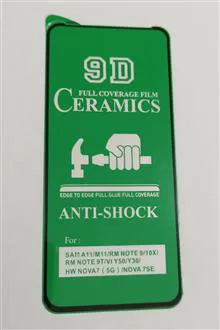 9D
FULL COVERAGE FILM
CERAMICS
EDGE TO EDGE FULL GLUE FULL COVERAGE
ANTI-SHOCK
For :
SA11 A11/M11/RM NOTE 9/10X/
RM NOTE 9T/VI Y50/Y30/
HW NOVA7 ( 5G ) /NOVA 7SE